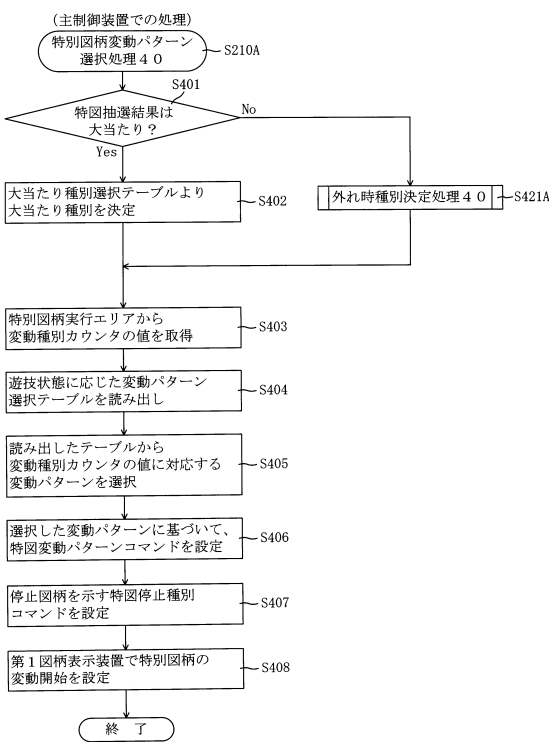 (主制御装置での処理)
特別図柄変動パターン
選択処理40
S210A
S401
特図抽選結果は
大当たり?
No
Yes
大当たり種別選択テーブルより
大当たり種別を決定
S402
外れ時種別決定処理40
S421A
特別図柄実行エリアから
変動種別カウンタの値を取得
S403
遊技状態に応じた変動パターン
選択テーブルを読み出し
S404
読み出したテーブルから
変動種別カウンタの値に対応する
変動パターンを選択
S405
選択した変動パターンに基づいて、
特図変動パターンコマンドを設定
S406
停止図柄を示す特図停止種別
コマンドを設定
S407
第1図柄表示装置で特別図柄の
変動開始を設定
S408
終 了